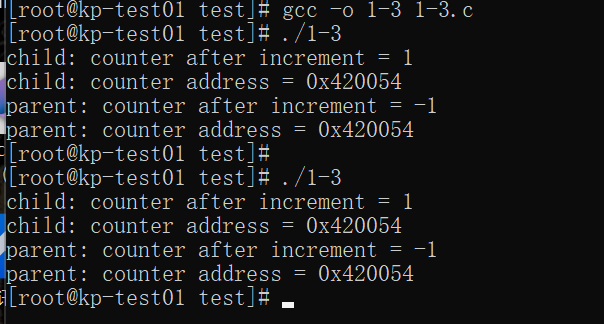 [root@kp-test01 test]# gcc -o 1-3 1-3.c
[root@kp-test01 test]# ./1-3
child: counter after increment = 1
child: counter address = 0x420054
parent: counter after increment = -1
parent: counter address = 0x420054
[root@kp-test01 test]#
[root@kp-test01 test]# ./1-3
child: counter after increment = 1
child: counter address = 0x420054
parent: counter after increment = -1
parent: counter address = 0x420054
[root@kp-test01 test]#